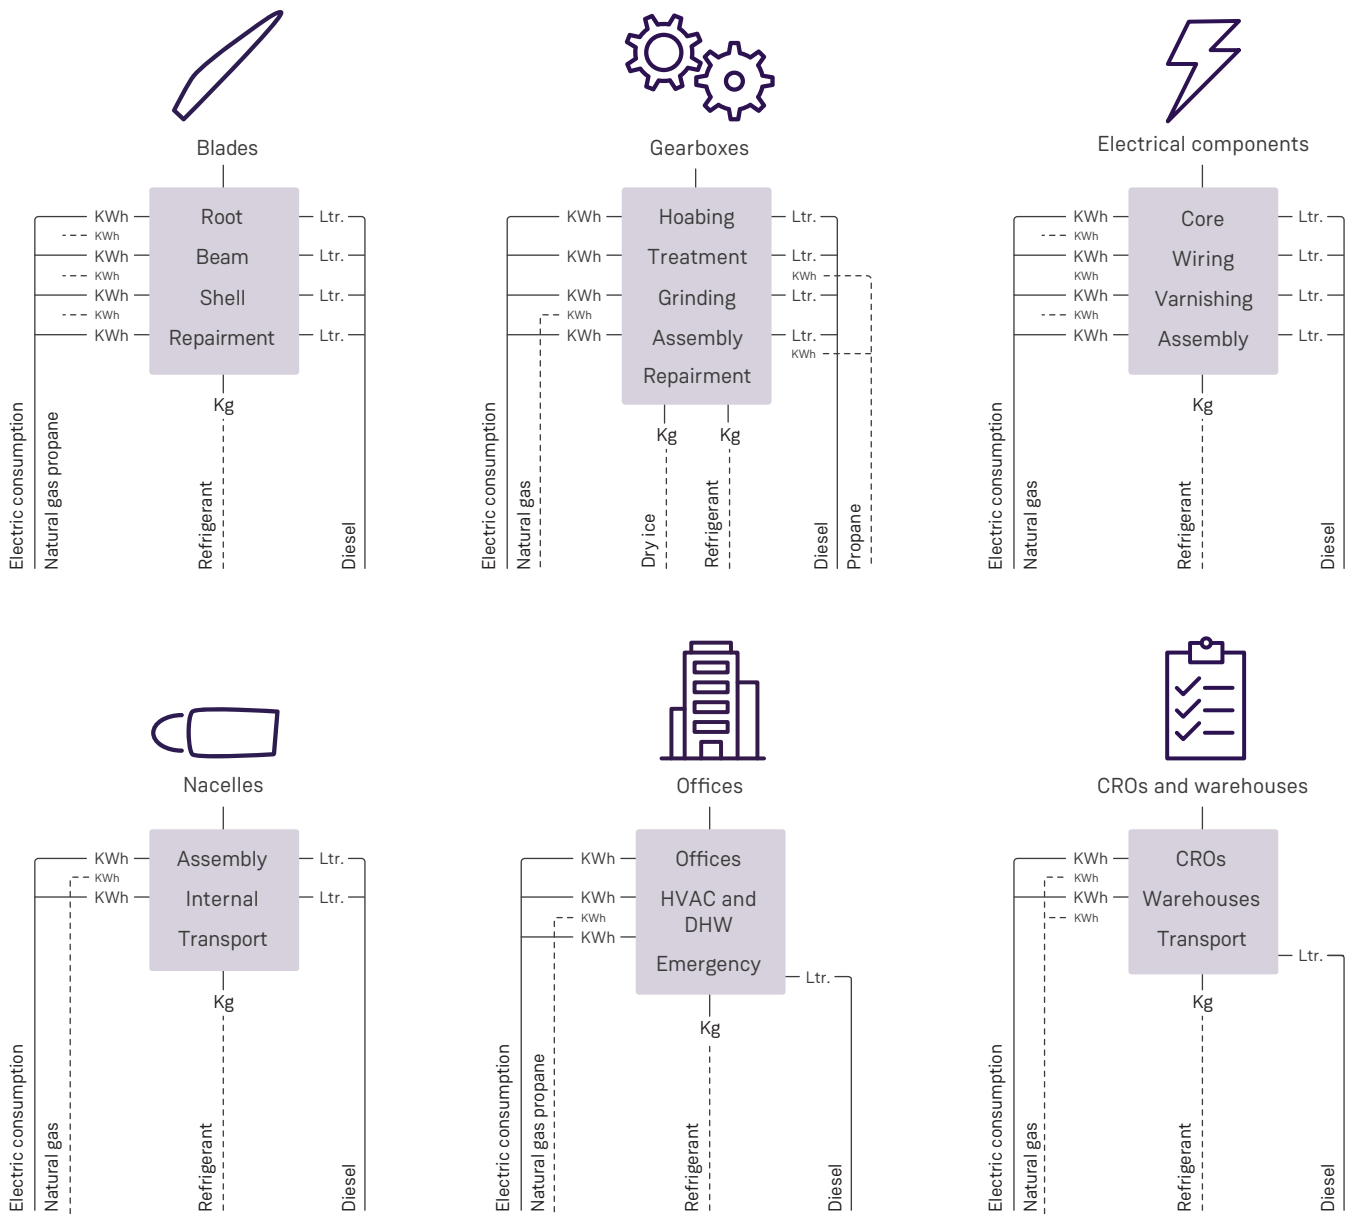 Blades
KWh Root Ltr.
KWh
KWh Beam Ltr.
KWh
KWh Shell Ltr.
KWh
KWh Repairment Ltr.
Kg
Electric consumption
Natural gas propane
Refrigerant
Diesel
Gearboxes
KWh Hoabing Ltr.
KWh Treatment Ltr.
KWh
KWh Grinding Ltr.
KWh
KWh Assembly Ltr.
KWh
Repairment
Kg Kg
Electric consumption
Natural gas
Dry ice
Refrigerant
Diesel
Propane
Electrical components
KWh Core Ltr.
KWh
KWh Wiring Ltr.
KWh
KWh Varnishing Ltr.
KWh
KWh Assembly Ltr.
Kg
Electric consumption
Natural gas
Refrigerant
Diesel
Nacelles
KWh Assembly Ltr.
KWh
KWh Internal Ltr.
Transport
Kg
Electric consumption
Natural gas
Refrigerant
Diesel
Offices
KWh Offices
KWh HVAC and
KWh
DHW
KWh
Emergency
Ltr.
Kg
Electric consumption
Natural gas propane
Refrigerant
Diesel
CROs and warehouses
KWh CROs
KWh
KWh Warehouses
KWh
Transport
Ltr.
Kg
Electric consumption
Natural gas
Refrigerant
Diesel